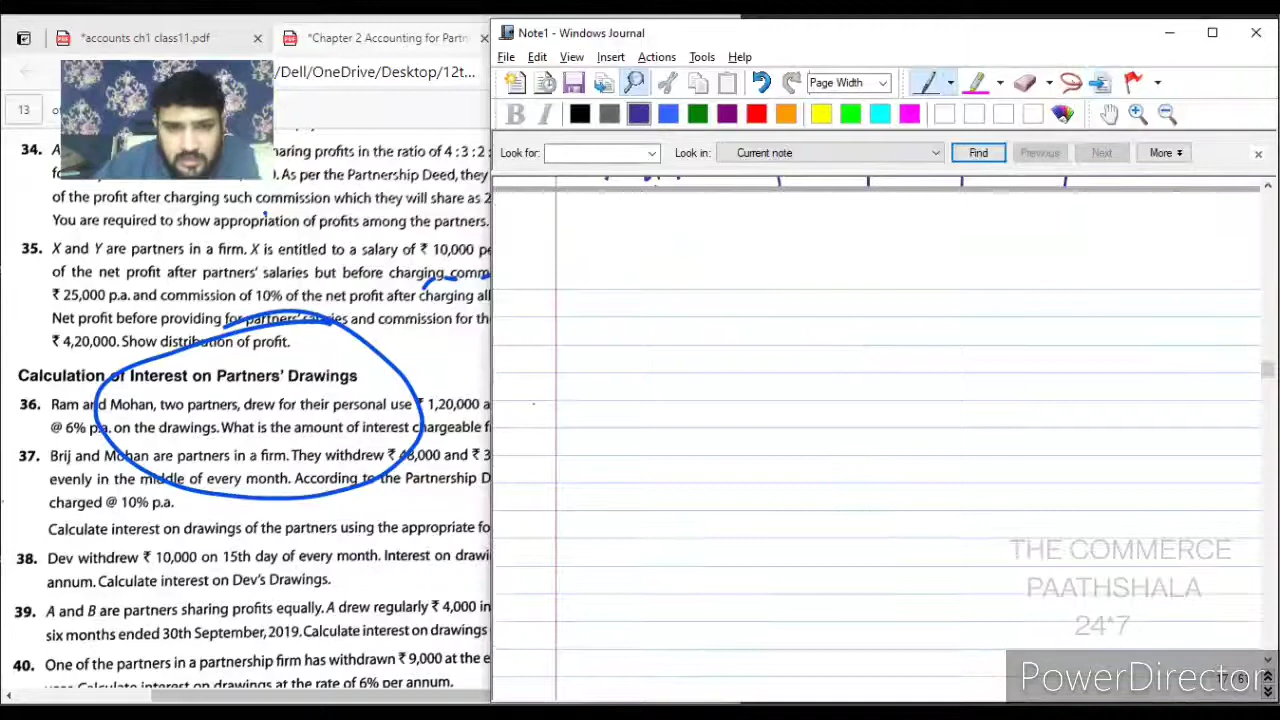 *accounts ch1 class11.pdf
*Chapter 2 Accounting for Partn
Note1 - Windows Journal
File Edit View Insert Actions Tools Help
/Dell/OneDrive/Desktop/12t...
Page Width
13
of
B I
Look for: Look in: Current note Find Previous Next More
34. A haring profits in the ratio of 4:3:2:
). As per the Partnership Deed, they
of the profit after charging such commission which they will share as 2
You are required to show appropriation of profits among the partners.
35. X and Y are partners in a firm. X is entitled to a salary of ₹ 10,000 pe
of the net profit after partners' salaries but before charging comm
₹ 25,000 p.a. and commission of 10% of the net profit after charging all
Net profit before providing for partners' salaries and commission for th
₹ 4,20,000. Show distribution of profit.
Calculation of Interest on Partners' Drawings
36. Ram and Mohan, two partners, drew for their personal use ₹ 1,20,000 a
@ 6% p.a. on the drawings. What is the amount of interest chargeable f
37. Brij and Mohan are partners in a firm. They withdrew ₹ 48,000 and ₹ 3
evenly in the middle of every month. According to the Partnership D
charged @ 10% p.a.
Calculate interest on drawings of the partners using the appropriate fo
38. Dev withdrew ₹ 10,000 on 15th day of every month. Interest on drawi
annum. Calculate interest on Dev's Drawings.
39. A and B are partners sharing profits equally. A drew regularly ₹ 4,000 in
six months ended 30th September, 2019. Calculate interest on drawings
40. One of the partners in a partnership firm has withdrawn ₹ 9,000 at the e
year. Calculate interest on drawings at the rate of 6% per annum.
THE COMMERCE
PAATHSHALA
24*7
PowerDirector